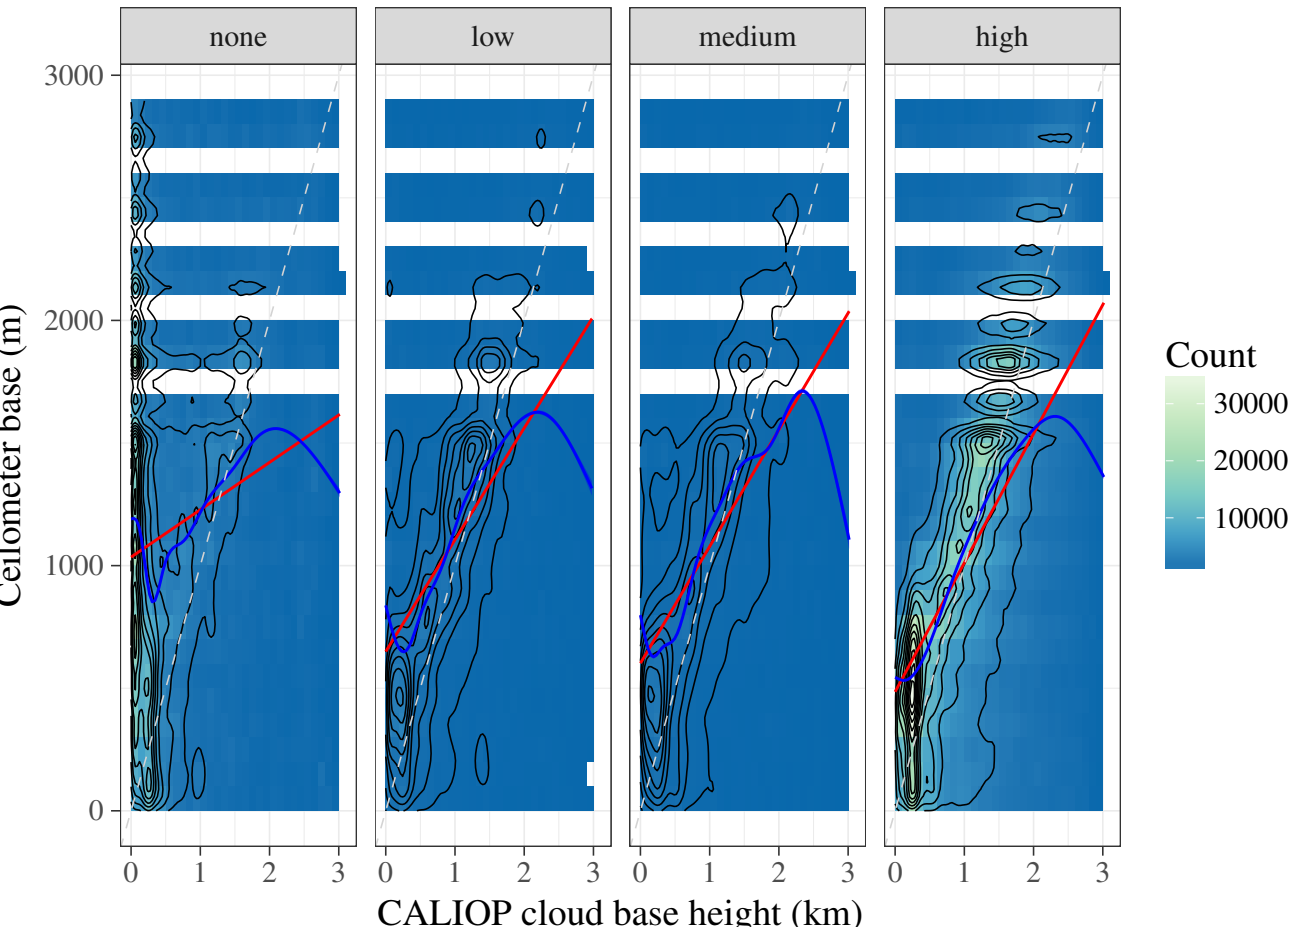 none low medium high
3000
2000
1000
0
Ceilometer base (m)
0 1 2 3 0 1 2 3 0 1 2 3 0 1 2 3
CALIOP cloud base height (km)
Count
30000
20000
10000